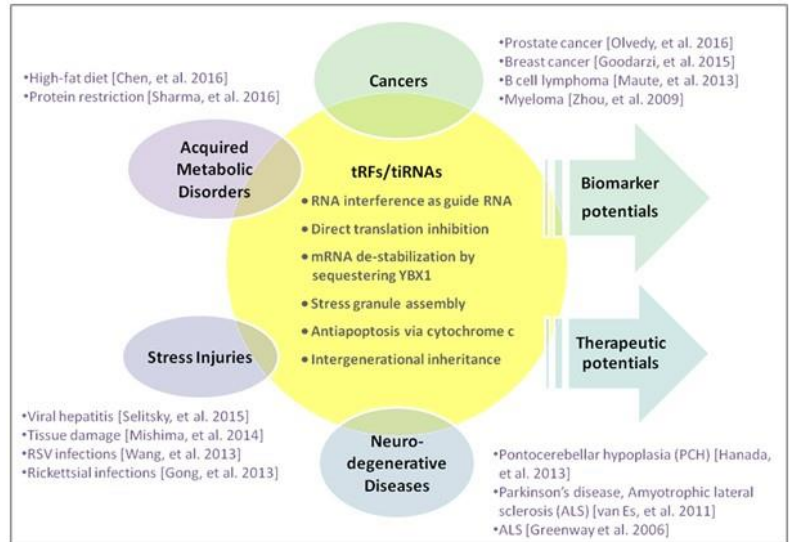 •Prostate cancer [Olvedy, et al. 2016]
•Breast cancer [Goodarzi, et al. 2015]
•B cell lymphoma [Maute, et al. 2013]
•Myeloma [Zhou, et al. 2009]
Cancers
•High-fat diet [Chen, et al. 2016]
•Protein restriction [Sharma, et al. 2016]
Acquired
Metabolic
Disorders
tRFs/tiRNAs
• RNA interference as guide RNA
• Direct translation inhibition
• mRNA de-stabilization by
sequestering YBX1
• Stress granule assembly
• Antiapoptosis via cytochrome c
• Intergenerational inheritance
Biomarker
potentials
Therapeutic
potentials
Stress Injuries
•Viral hepatitis [Selitsky, et al. 2015]
•Tissue damage [Mishima, et al. 2014]
•RSV infections [Wang, et al. 2013]
•Rickettsial infections [Gong, et al. 2013]
Neuro-
degenerative
Diseases
•Pontocerebellar hypoplasia (PCH) [Hanada,
et al. 2013]
•Parkinson's disease, Amyotrophic lateral
sclerosis (ALS) [van Es, et al. 2011]
•ALS [Greenway et al. 2006]